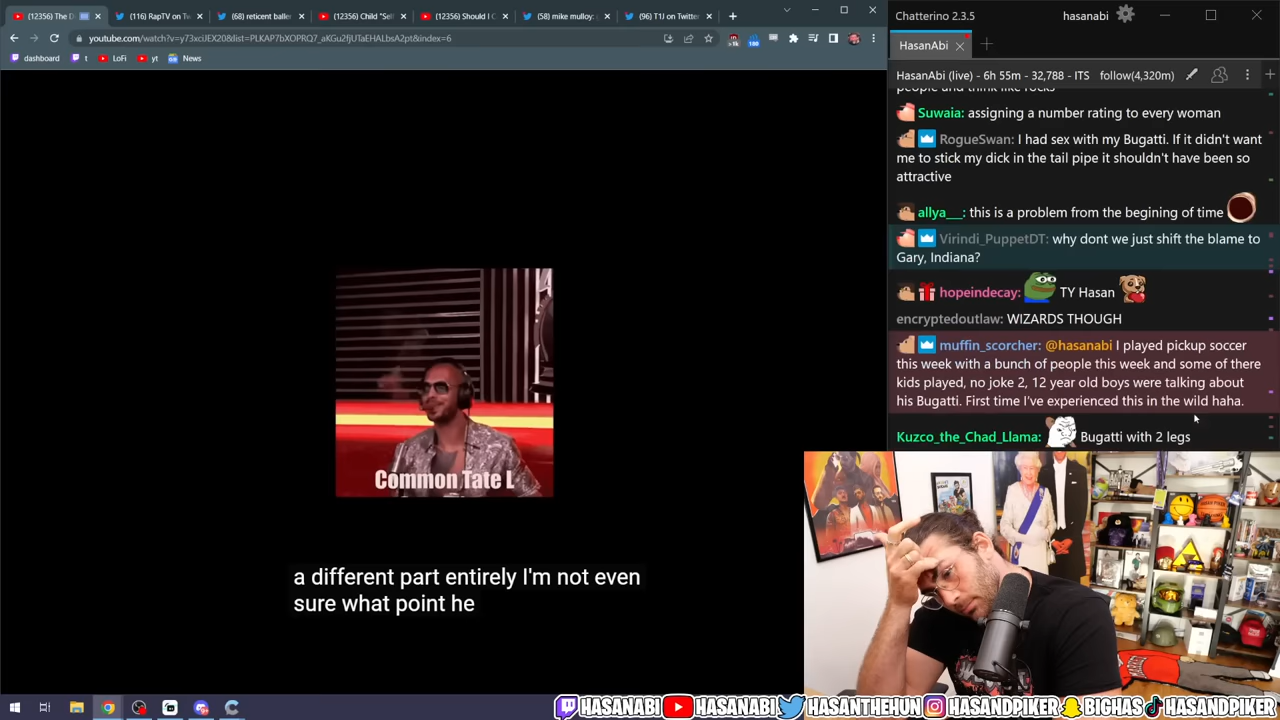 (12356) The D
(116) RapTV on Tw
(68) reticent baller
(12356) Child "Sel
(12356) Should I C
(58) mike mulloy:
(96) T1J on Twitter
youtube.com/watch?v=y73xciJEX20&list=PLKAP7bXOPRQ7_aKGu2fjUTaEHALbsA2pt&index=6
dashboard
t
LoFi
yt
News
Common Tate L
a different part entirely I'm not even
sure what point he
Chatterino 2.3.5
hasanabi
HasanAbi
HasanAbi (live) - 6h 55m - 32,788 - ITS
follow(4,320m)
people and think like rocks
Suwaia: assigning a number rating to every woman
RogueSwan: I had sex with my Bugatti. If it didn't want
me to stick my dick in the tail pipe it shouldn't have been so
attractive
allya___: this is a problem from the begining of time
Virindi_PuppetDT: why dont we just shift the blame to
Gary, Indiana?
hopeindecay: TY Hasan
encryptedoutlaw: WIZARDS THOUGH
muffin_scorcher: @hasanabi I played pickup soccer
this week with a bunch of people this week and some of there
kids played, no joke 2, 12 year old boys were talking about
his Bugatti. First time I've experienced this in the wild haha.
Kuzco_the_Chad_Llama: Bugatti with 2 legs
HASANABI
HASANABI
HASANTHEHUN
HASANDPIKER
BIGHAS
HASANDPIKER